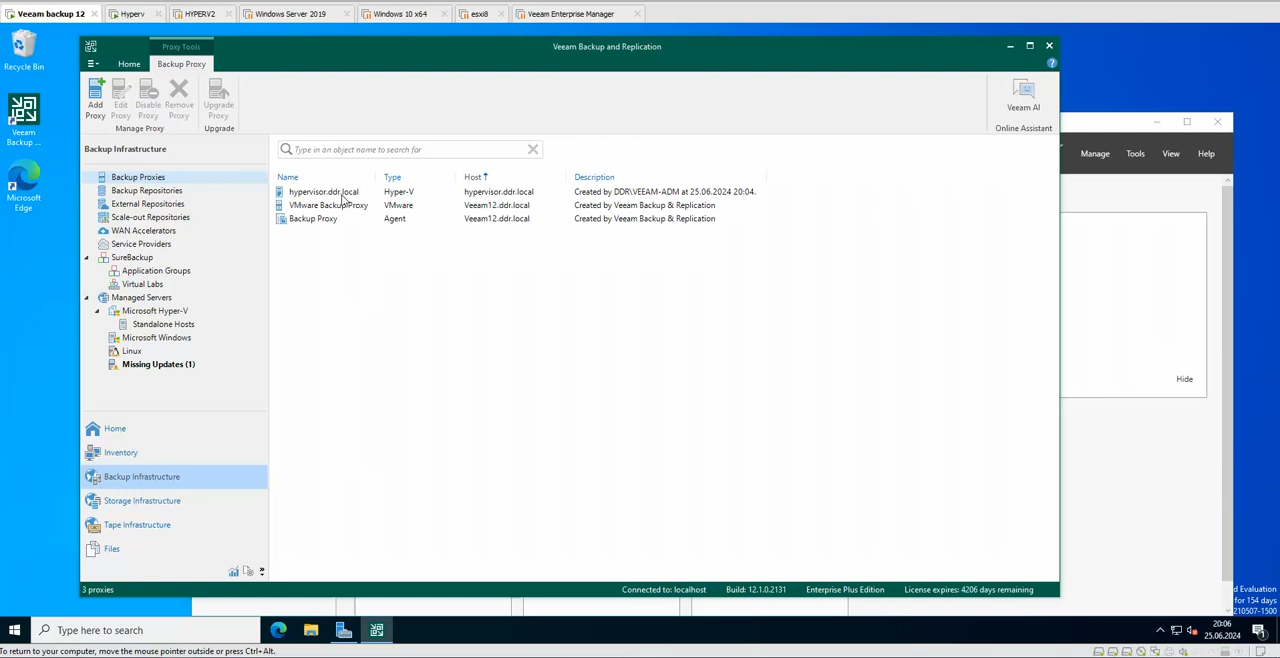 Veeam backup 12
Hyperv
HYPERV2
Windows Server 2019
Windows 10 x64
esxi8
Veeam Enterprise Manager
Recycle Bin
Veeam
Backup ...
Microsoft
Edge
Proxy Tools
Veeam Backup and Replication
Home
Backup Proxy
Add
Proxy
Edit
Proxy
Disable
Proxy
Remove
Proxy
Upgrade
Proxy
Manage Proxy
Upgrade
Veeam AI
Online Assistant
Manage
Tools
View
Help
Hide
Backup Infrastructure
Backup Proxies
Backup Repositories
External Repositories
Scale-out Repositories
WAN Accelerators
Service Providers
SureBackup
Application Groups
Virtual Labs
Managed Servers
Microsoft Hyper-V
Standalone Hosts
Microsoft Windows
Linux
Missing Updates (1)
Type in an object name to search for
Name Type Host Description
hypervisor.ddr.local Hyper-V hypervisor.ddr.local Created by DDR\VEEAM-ADM at 25.06.2024 20:04.
VMware Backup Proxy VMware Veeam12.ddr.local Created by Veeam Backup & Replication
Backup Proxy Agent Veeam12.ddr.local Created by Veeam Backup & Replication
Home
Inventory
Backup Infrastructure
Storage Infrastructure
Tape Infrastructure
Files
3 proxies
Connected to: localhost
Build: 12.1.0.2131
Enterprise Plus Edition
License expires: 4206 days remaining
d Evaluation
for 154 days
210507-1500
Type here to search
20:06
25.06.2024
1
To return to your computer, move the mouse pointer outside or press Ctrl+Alt.